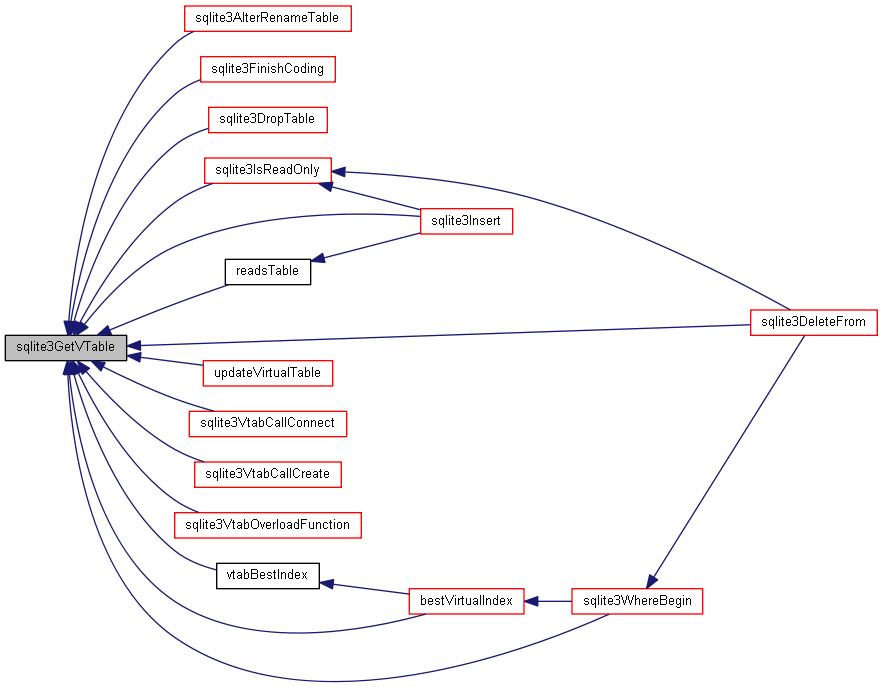 sqlite3AlterRenameTable
sqlite3FinishCoding
sqlite3DropTable
sqlite3IsReadOnly
sqlite3Insert
readsTable
sqlite3DeleteFrom
sqlite3GetVTable
updateVirtualTable
sqlite3VtabCallConnect
sqlite3VtabCallCreate
sqlite3VtabOverloadFunction
vtabBestIndex
bestVirtualIndex
sqlite3WhereBegin